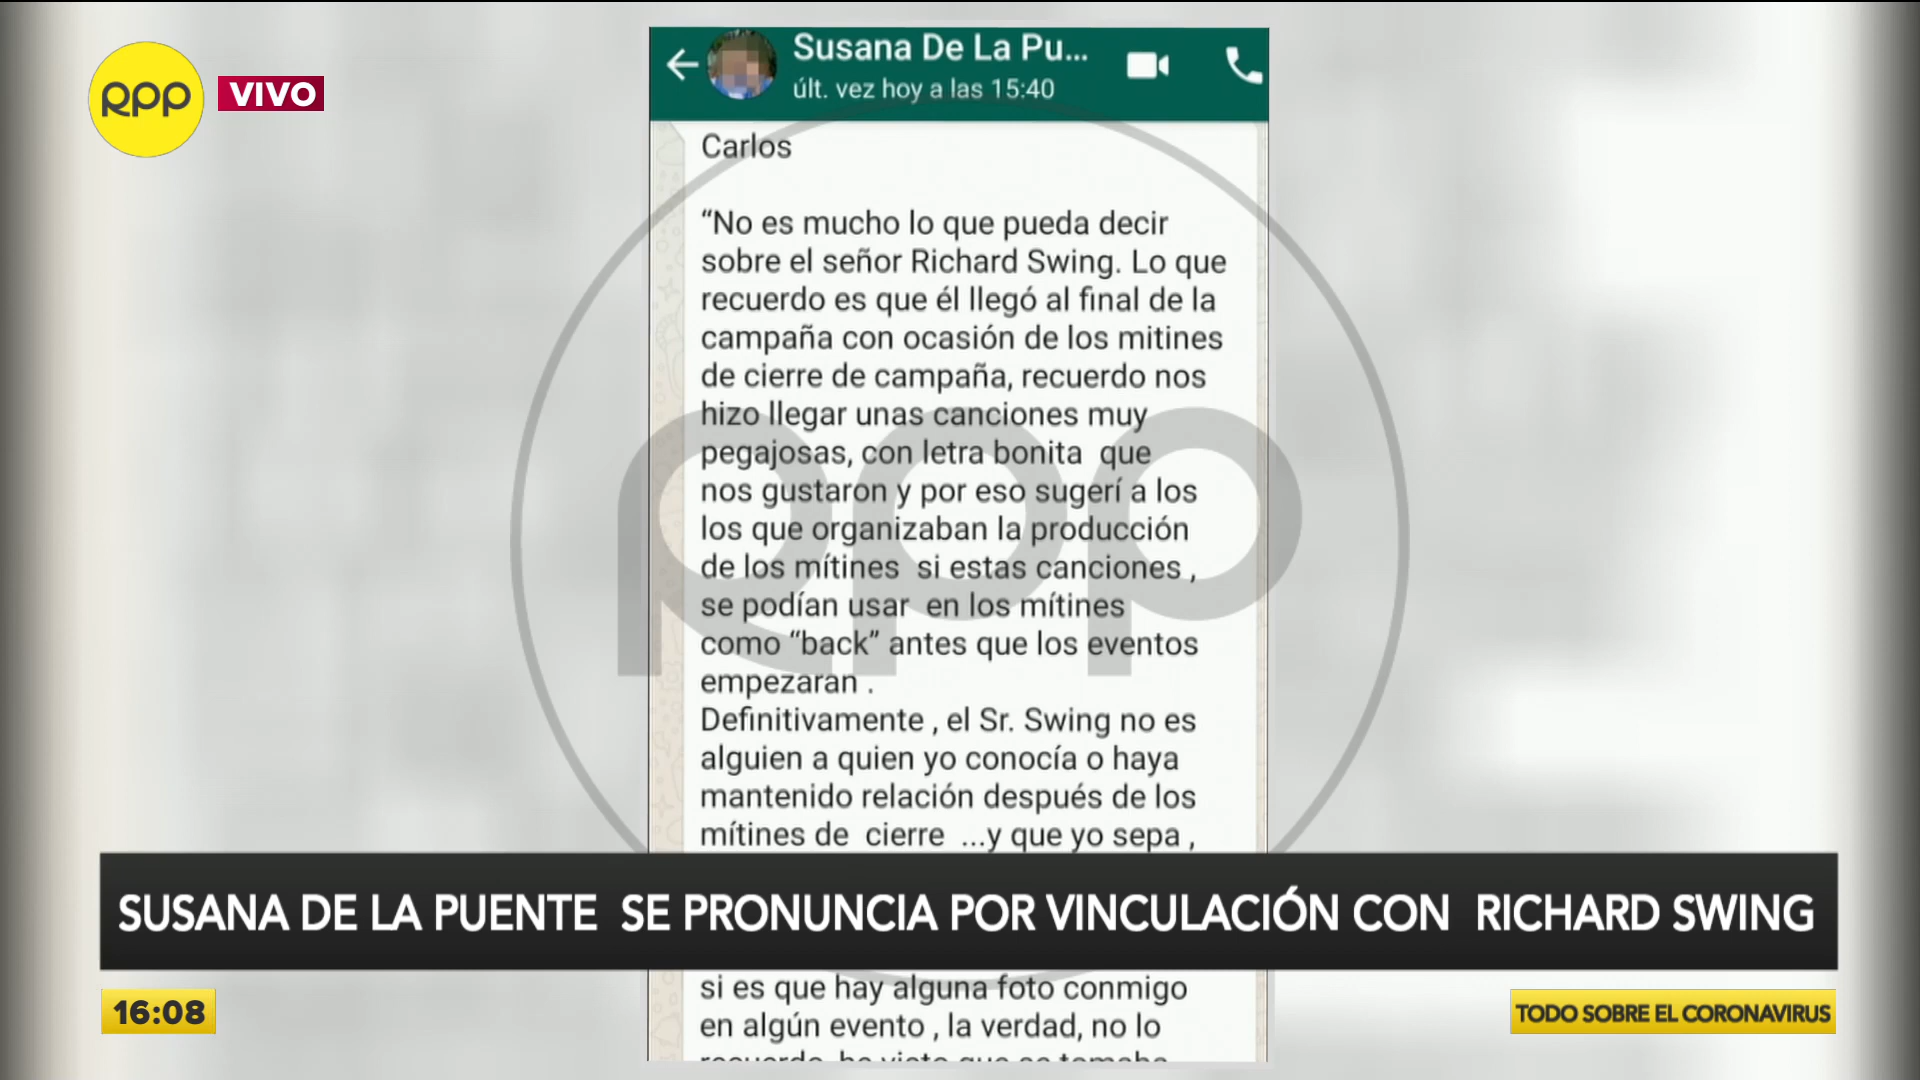 rpp
VIVO
Susana De La Pu...
últ. vez hoy a las 15:40
Carlos
“No es mucho lo que pueda decir
sobre el señor Richard Swing. Lo que
recuerdo es que él llegó al final de la
campaña con ocasión de los mitines
de cierre de campaña, recuerdo nos
hizo llegar unas canciones muy
pegajosas, con letra bonita  que
nos gustaron y por eso sugerí a los
los que organizaban la producción
de los mítines  si estas canciones ,
se podían usar  en los mítines
como “back” antes que los eventos
empezaran .
Definitivamente , el Sr. Swing no es
alguien a quien yo conocía o haya
mantenido relación después de los
mítines de  cierre  ...y que yo sepa ,
rpp
SUSANA DE LA PUENTE  SE PRONUNCIA POR VINCULACIÓN CON  RICHARD SWING
si es que hay alguna foto conmigo
en algún evento , la verdad, no lo
recuerdo, he visto que se tomaba
16:08
TODO SOBRE EL CORONAVIRUS